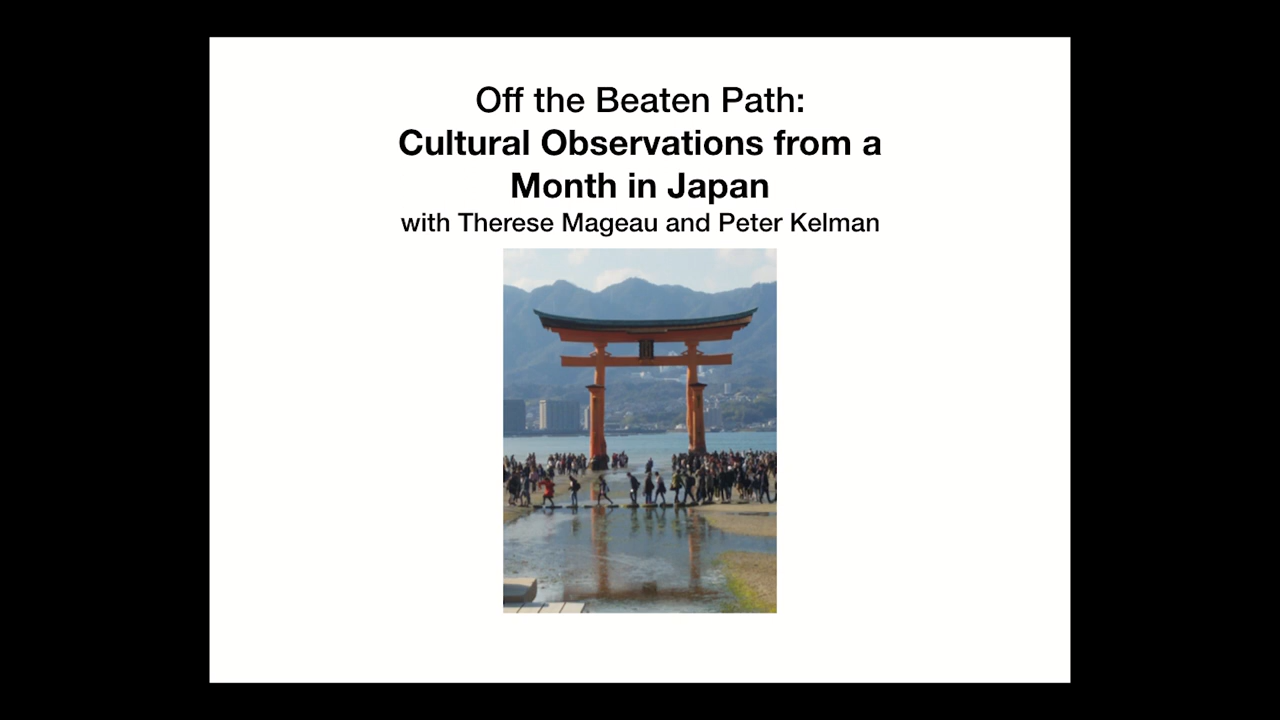 Off the Beaten Path:
Cultural Observations from a
Month in Japan
with Therese Mageau and Peter Kelman